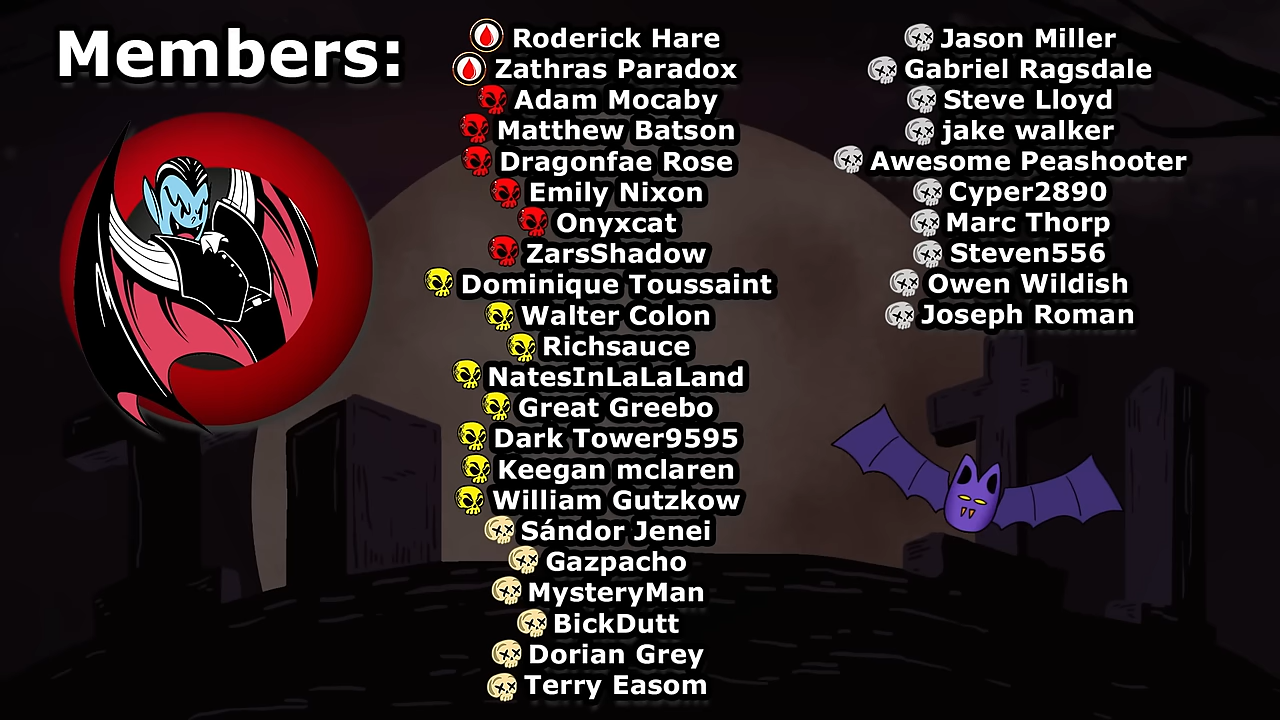 Members:
Roderick Hare
Zathras Paradox
Adam Mocaby
Matthew Batson
Dragonfae Rose
Emily Nixon
Onyxcat
ZarsShadow
Dominique Toussaint
Walter Colon
Richsauce
NatesInLaLaLand
Great Greebo
Dark Tower9595
Keegan mclaren
William Gutzkow
Sándor Jenei
Gazpacho
MysteryMan
BickDutt
Dorian Grey
Terry Easom
Jason Miller
Gabriel Ragsdale
Steve Lloyd
jake walker
Awesome Peashooter
Cyper2890
Marc Thorp
Steven556
Owen Wildish
Joseph Roman